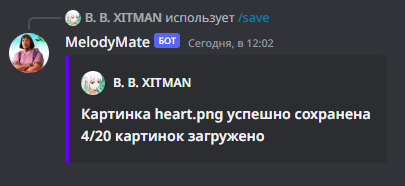 B. B. XITMAN использует /save
MelodyMate БОТ Сегодня, в 12:02
B. B. XITMAN
Картинка heart.png успешно сохранена
4/20 картинок загружено